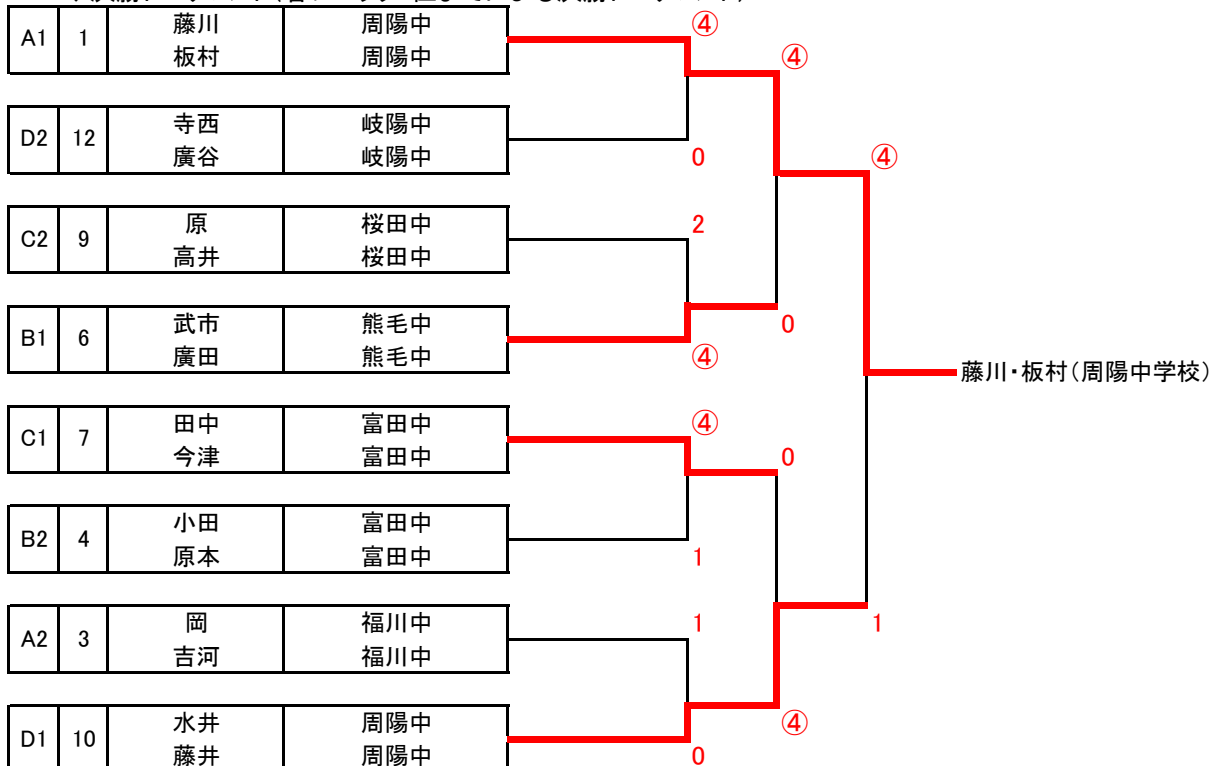 A1 1 藤川 周陽中 ④
板村 周陽中 ④
D2 12 寺西 岐陽中
廣谷 岐陽中 0 ④
C2 9 原 桜田中 2
高井 桜田中
B1 6 武市 熊毛中 0
廣田 熊毛中 ④
藤川・板村(周陽中学校)
C1 7 田中 富田中 ④
今津 富田中 0
B2 4 小田 富田中
原本 富田中 1
A2 3 岡 福川中 1 1
吉河 福川中
D1 10 水井 周陽中 ④
藤井 周陽中 0